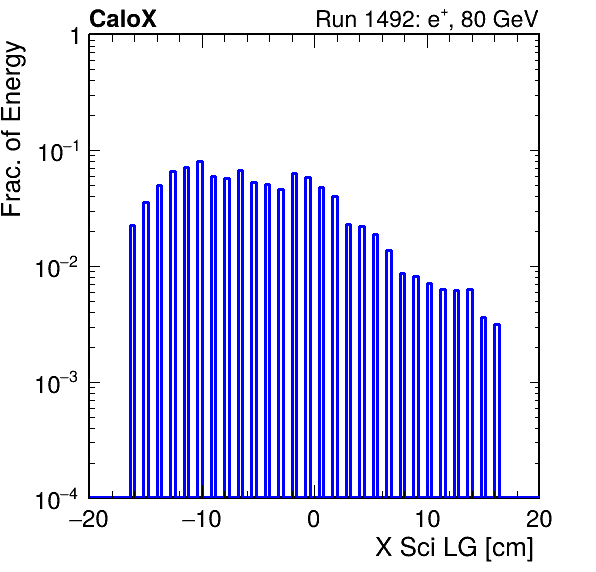 CaloX Run 1492: e⁺, 80 GeV
Frac. of Energy
1
10⁻¹
10⁻²
10⁻³
10⁻⁴
−20 −10 0 10 20
X Sci LG [cm]